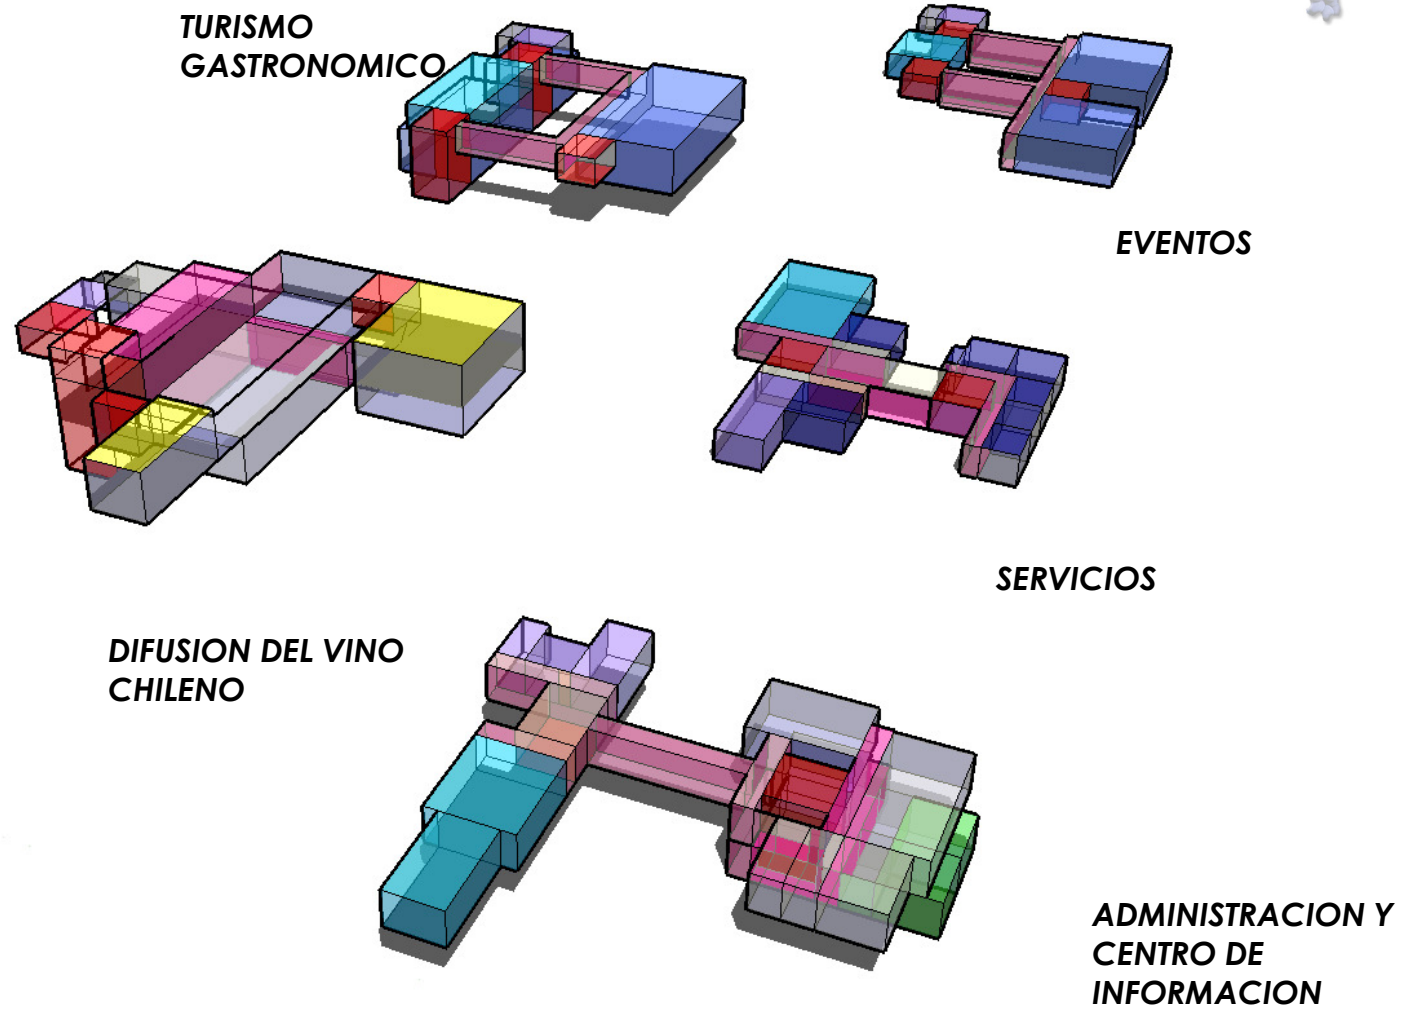 TURISMO
GASTRONOMICO
EVENTOS
SERVICIOS
DIFUSION DEL VINO
CHILENO
ADMINISTRACION Y
CENTRO DE
INFORMACION